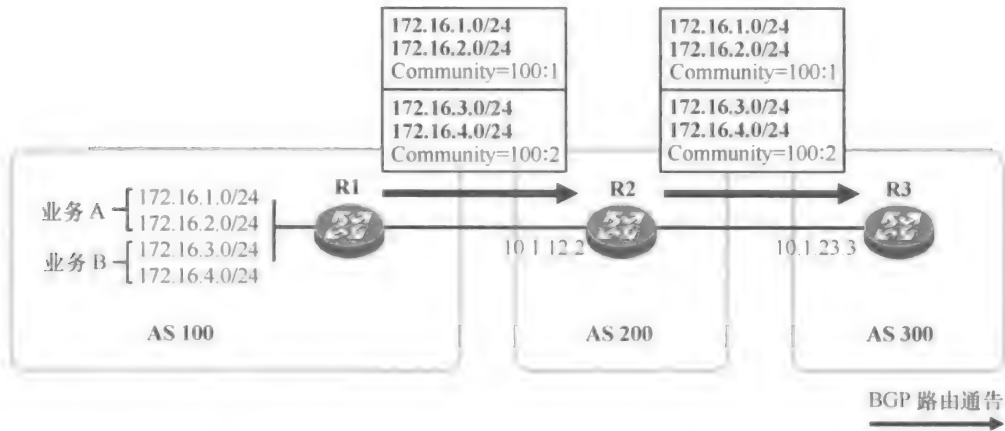 172.16.1.0/24
172.16.2.0/24
Community=100:1
172.16.3.0/24
172.16.4.0/24
Community=100:2
172.16.1.0/24
172.16.2.0/24
Community=100:1
172.16.3.0/24
172.16.4.0/24
Community=100:2
R1
R2
R3
业务 A
172.16.1.0/24
172.16.2.0/24
业务 B
172.16.3.0/24
172.16.4.0/24
10.1.12.2
10.1.23.3
AS 100
AS 200
AS 300
BGP 路由通告